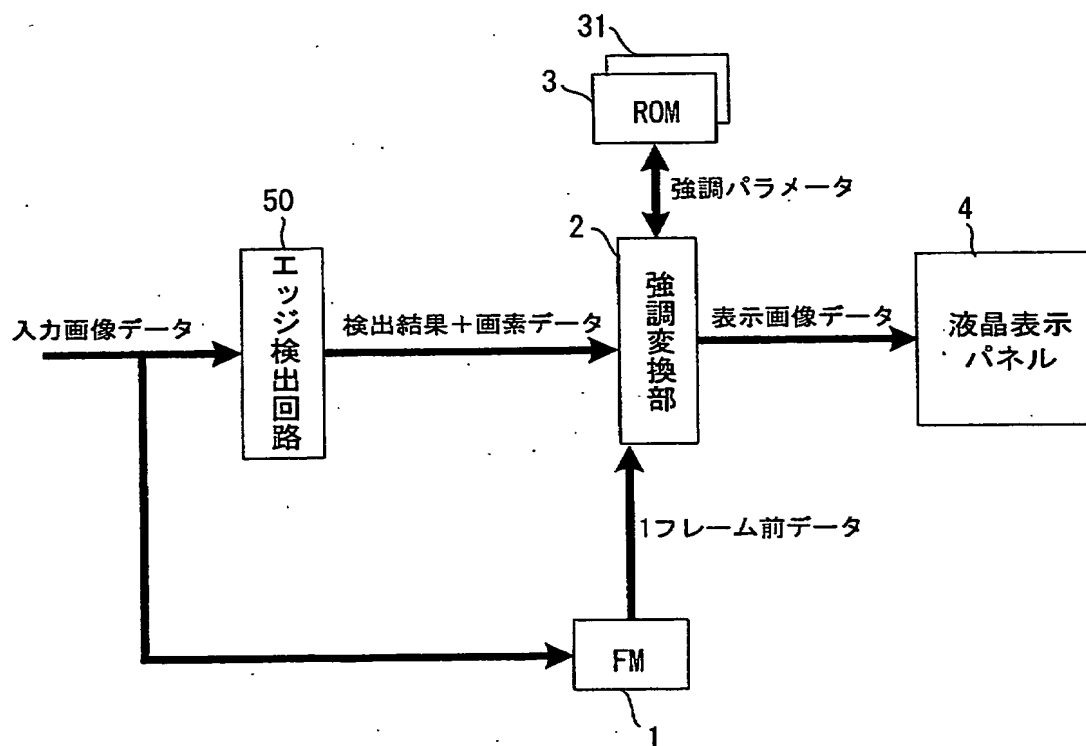 31
3
ROM
強調パラメータ
50
エッジ検出回路
2
強調変換部
4
液晶表示
パネル
入力画像データ
検出結果+画素データ
表示画像データ
1フレーム前データ
FM
1